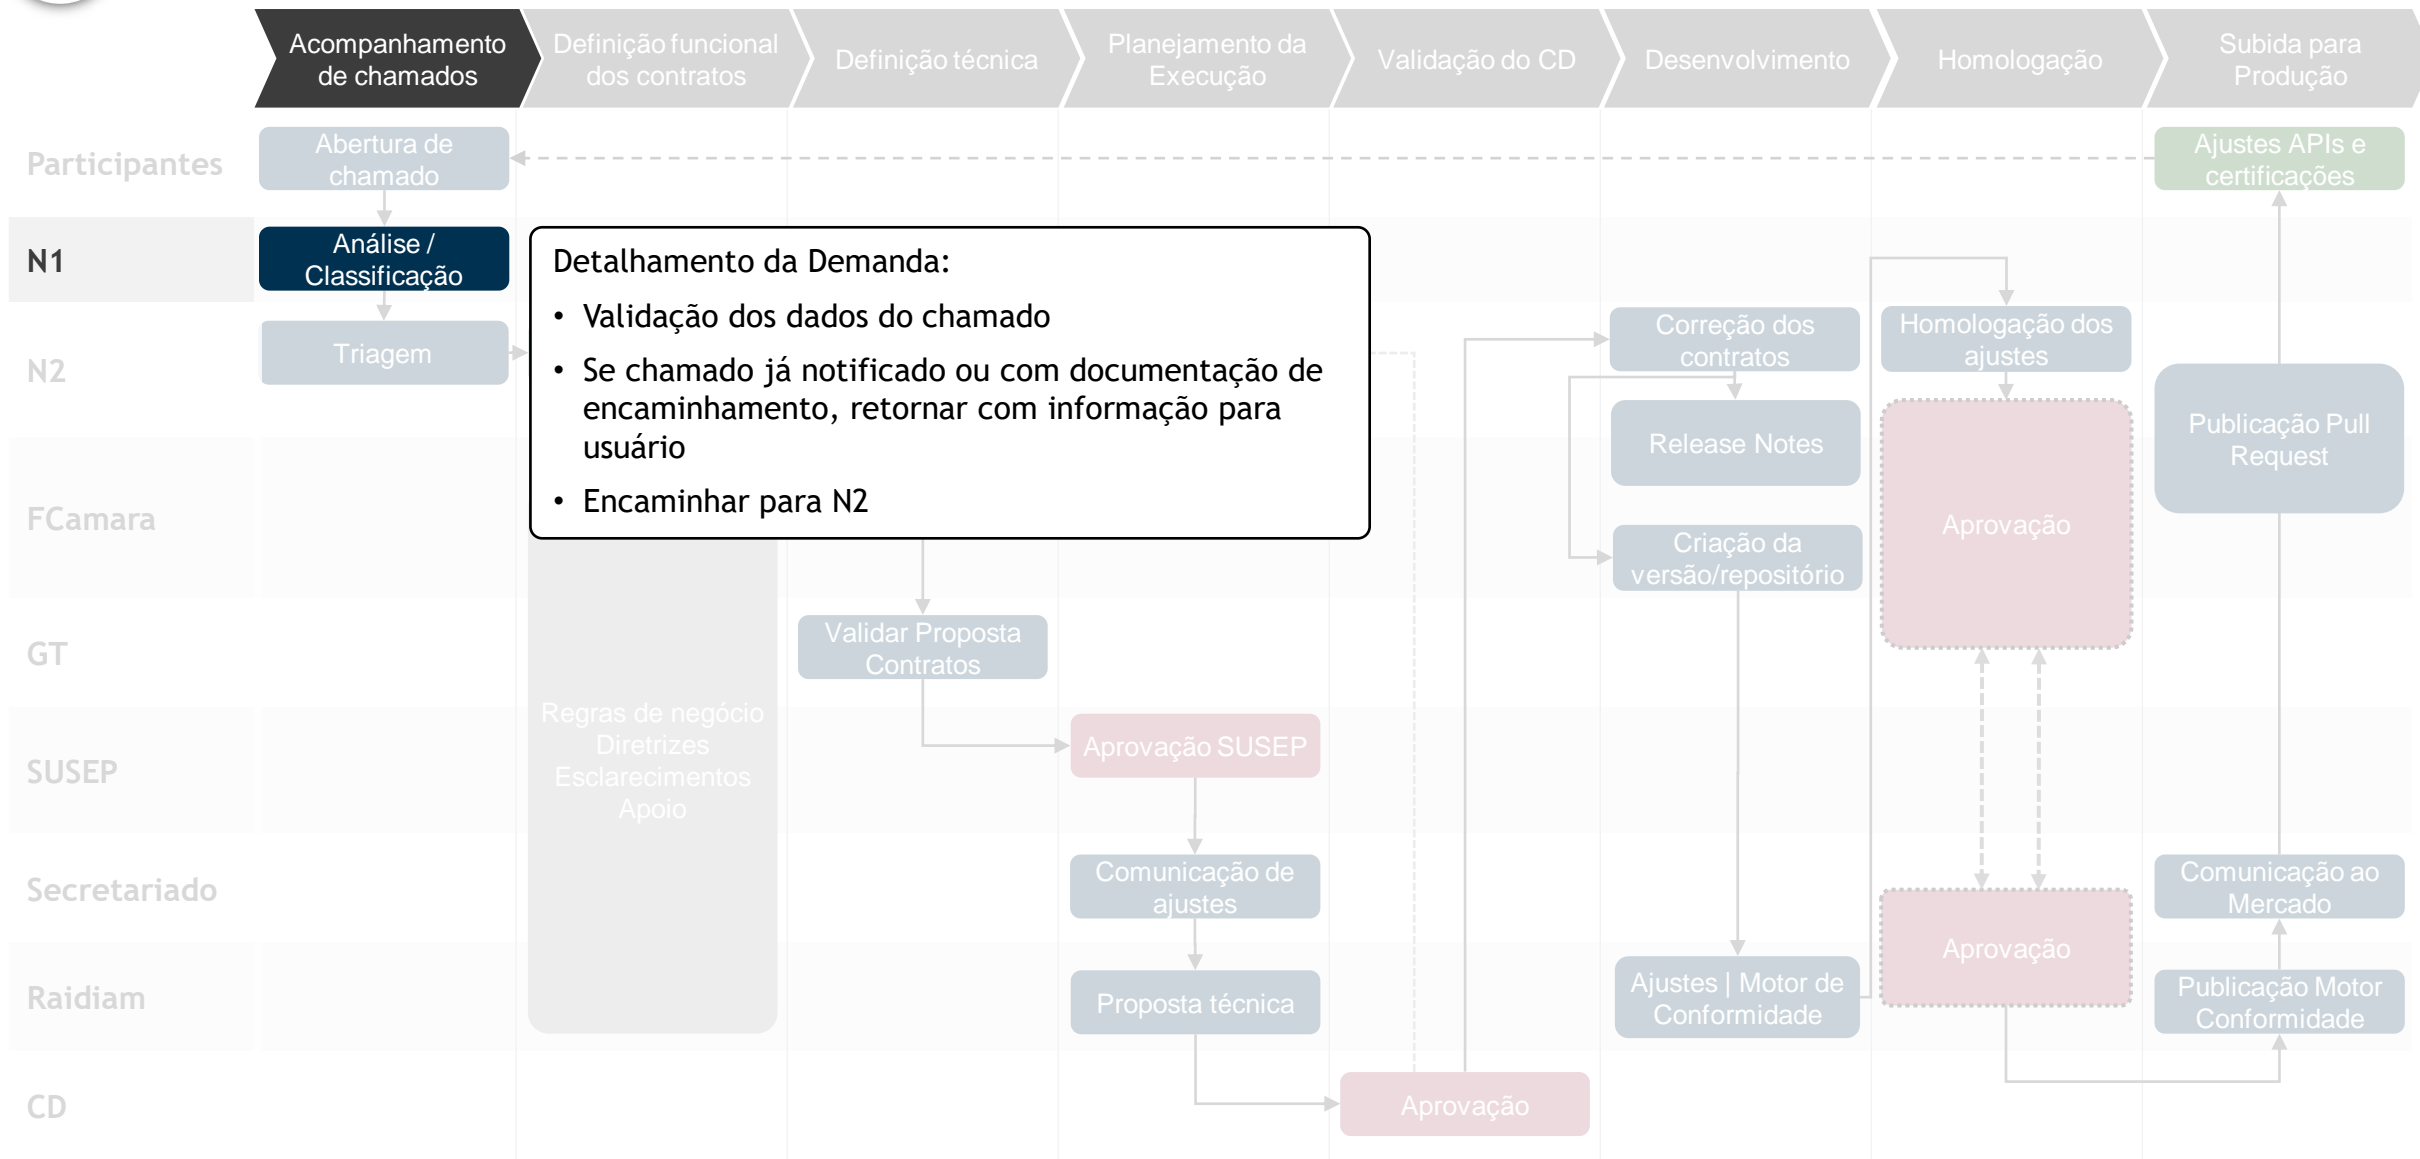 Acompanhamento
de chamados
Definição funcional
dos contratos
Definição técnica
Planejamento da
Execução
Validação do CD
Desenvolvimento
Homologação
Subida para
Produção
Participantes
Abertura de
chamado
Ajustes APIs e
certificações
N1
Análise /
Classificação
Detalhamento da Demanda:
• Validação dos dados do chamado
• Se chamado já notificado ou com documentação de
encaminhamento, retornar com informação para
usuário
• Encaminhar para N2
N2
Triagem
Correção dos
contratos
Homologação dos
ajustes
Release Notes
Publicação Pull
Request
FCamara
Criação da
versão/repositório
Aprovação
GT
Validar Proposta
Contratos
Regras de negócio
Diretrizes
Esclarecimentos
Apoio
SUSEP
Aprovação SUSEP
Secretariado
Comunicação de
ajustes
Comunicação ao
Mercado
Aprovação
Raidiam
Proposta técnica
Ajustes | Motor de
Conformidade
Publicação Motor
Conformidade
CD
Aprovação